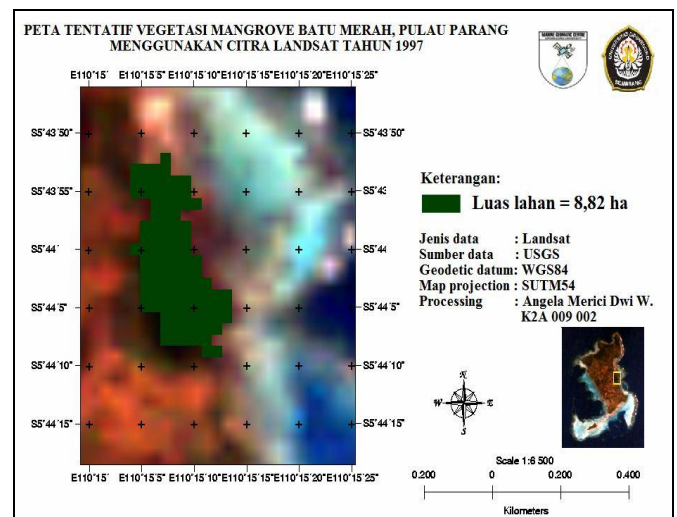 PETA TENTATIF VEGETASI MANGROVE BATU MERAH, PULAU PARANG
MENGGUNAKAN CITRA LANDSAT TAHUN 1997
E110˚15´ E110˚15´5" E110˚15´10" E110˚15´15" E110˚15´20" E110˚15´25"
S5˚43´50" S5˚43´50"
S5˚43´55" S5˚43
S5˚44´ S5˚44
S5˚44´5" S5˚44´5"
S5˚44´10" S5˚44´10"
S5˚44´15" S5˚44´15"
E110˚15´ E110˚15´5" E110˚15´10" E110˚15´15" E110˚15´20" E110˚15´25"
Keterangan:
Luas lahan = 8,82 ha
Jenis data : Landsat
Sumber data : USGS
Geodetic datum: WGS84
Map projection : SUTM54
Processing : Angela Merici Dwi W.
K2A 009 002
N
W E
S
Scale 1:6 500
0.200 0 0.200 0.400
Kilometers